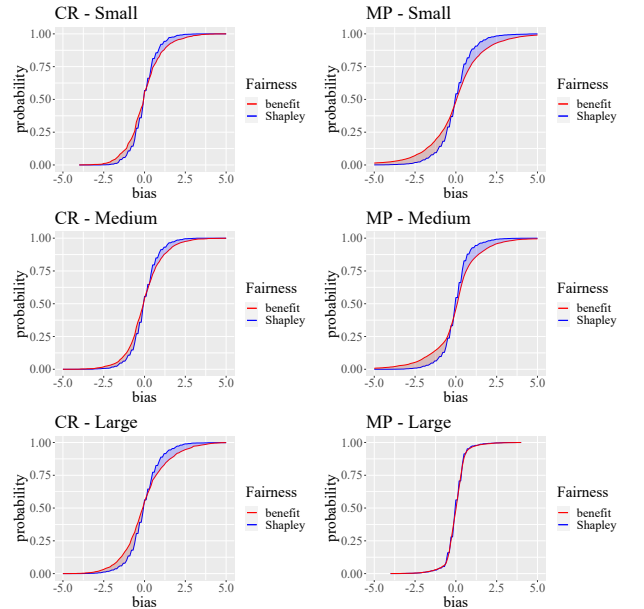 CR - Small
1.00
0.75
0.50
0.25
0.00
probability
-5.0 -2.5 0.0 2.5 5.0
bias
Fairness
benefit
Shapley
MP - Small
1.00
0.75
0.50
0.25
0.00
probability
-5.0 -2.5 0.0 2.5 5.0
bias
Fairness
benefit
Shapley
CR - Medium
1.00
0.75
0.50
0.25
0.00
probability
-5.0 -2.5 0.0 2.5 5.0
bias
Fairness
benefit
Shapley
MP - Medium
1.00
0.75
0.50
0.25
0.00
probability
-5.0 -2.5 0.0 2.5 5.0
bias
Fairness
benefit
Shapley
CR - Large
1.00
0.75
0.50
0.25
0.00
probability
-5.0 -2.5 0.0 2.5 5.0
bias
Fairness
benefit
Shapley
MP - Large
1.00
0.75
0.50
0.25
0.00
probability
-5.0 -2.5 0.0 2.5 5.0
bias
Fairness
benefit
Shapley